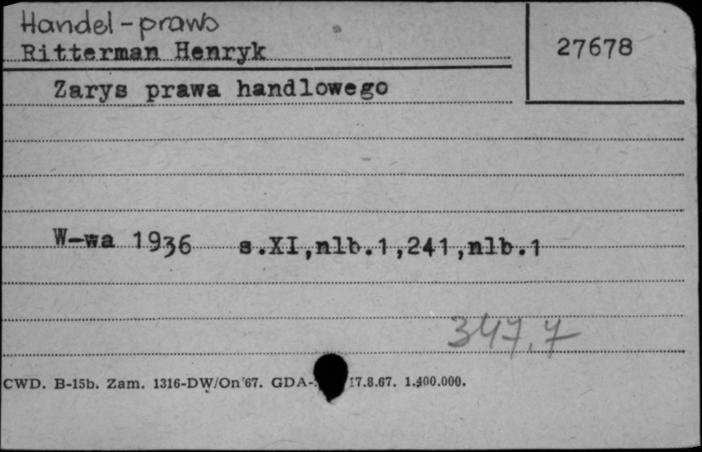 Handel - prawo
Ritterman Henryk
27678
Zarys prawa handlowego
W-wa 1936 s.XI,nlb.1,241,nlb.1
347.7
CWD. B-15b. Zam. 1316-DW/On'67. GDA- 17.8.67. 1.400.000.